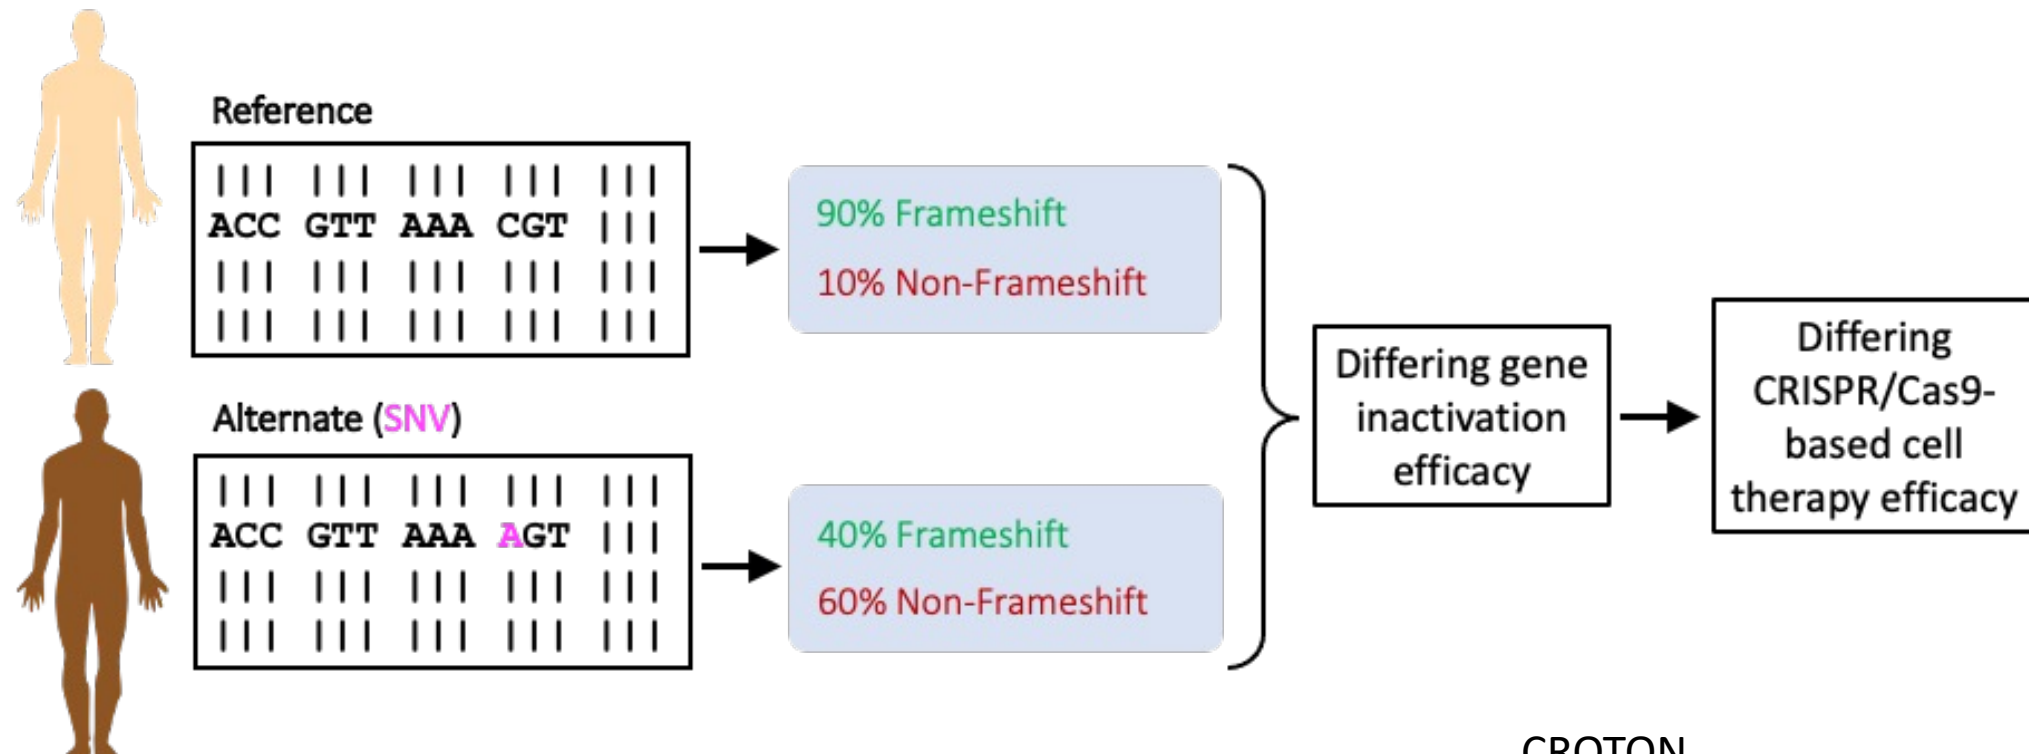 Reference
ACC GTT AAA CGT
90% Frameshift
10% Non-Frameshift
Alternate (SNV)
ACC GTT AAA AGT
40% Frameshift
60% Non-Frameshift
Differing gene
inactivation
efficacy
Differing
CRISPR/Cas9-
based cell
therapy efficacy
CROTON